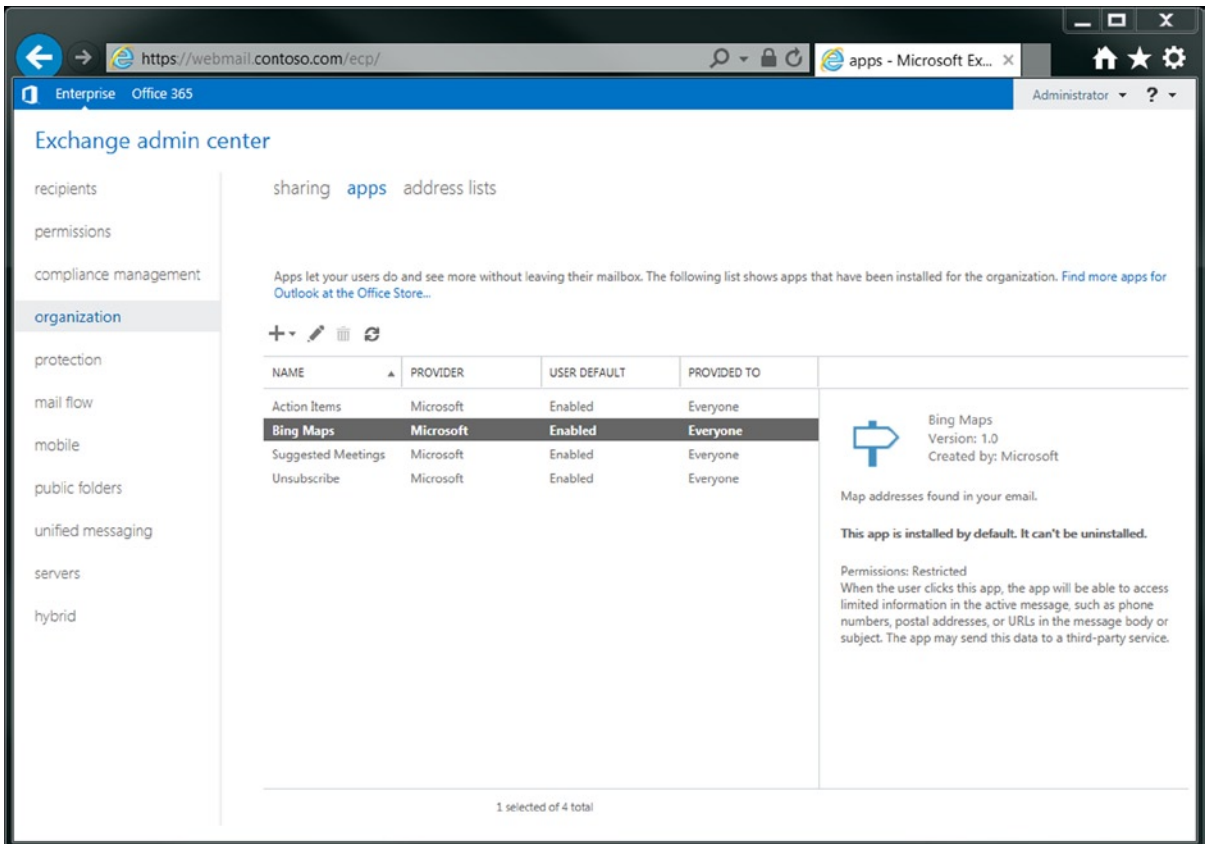 https://webmail.contoso.com/ecp/
apps - Microsoft Ex...
Enterprise Office 365
Administrator ?
Exchange admin center
recipients
permissions
compliance management
organization
protection
mail flow
mobile
public folders
unified messaging
servers
hybrid
sharing apps address lists
Apps let your users do and see more without leaving their mailbox. The following list shows apps that have been installed for the organization. Find more apps for
Outlook at the Office Store...
NAME PROVIDER USER DEFAULT PROVIDED TO
Action Items Microsoft Enabled Everyone
Bing Maps Microsoft Enabled Everyone
Suggested Meetings Microsoft Enabled Everyone
Unsubscribe Microsoft Enabled Everyone
Bing Maps
Version: 1.0
Created by: Microsoft
Map addresses found in your email.
This app is installed by default. It can't be uninstalled.
Permissions: Restricted
When the user clicks this app, the app will be able to access
limited information in the active message, such as phone
numbers, postal addresses, or URLs in the message body or
subject. The app may send this data to a third-party service.
1 selected of 4 total